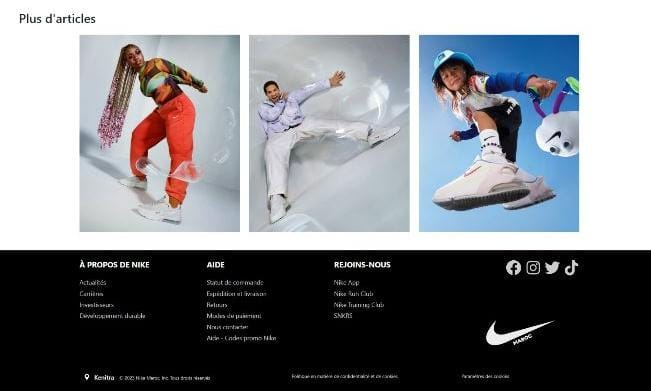 Plus d'articles
À PROPOS DE NIKE
Actualités
Carrières
Investisseurs
Développement durable
AIDE
Statut de commande
Expédition et livraison
Retours
Modes de paiement
Nous contacter
Aide - Codes promo Nike
REJOINS-NOUS
Nike App
Nike Run Club
Nike Training Club
SNKRS
MAROC
Kenitra
© 2023 Nike Maroc, Inc. Tous droits réservés
Politique en matière de confidentialité et de cookies
Paramètres des cookies